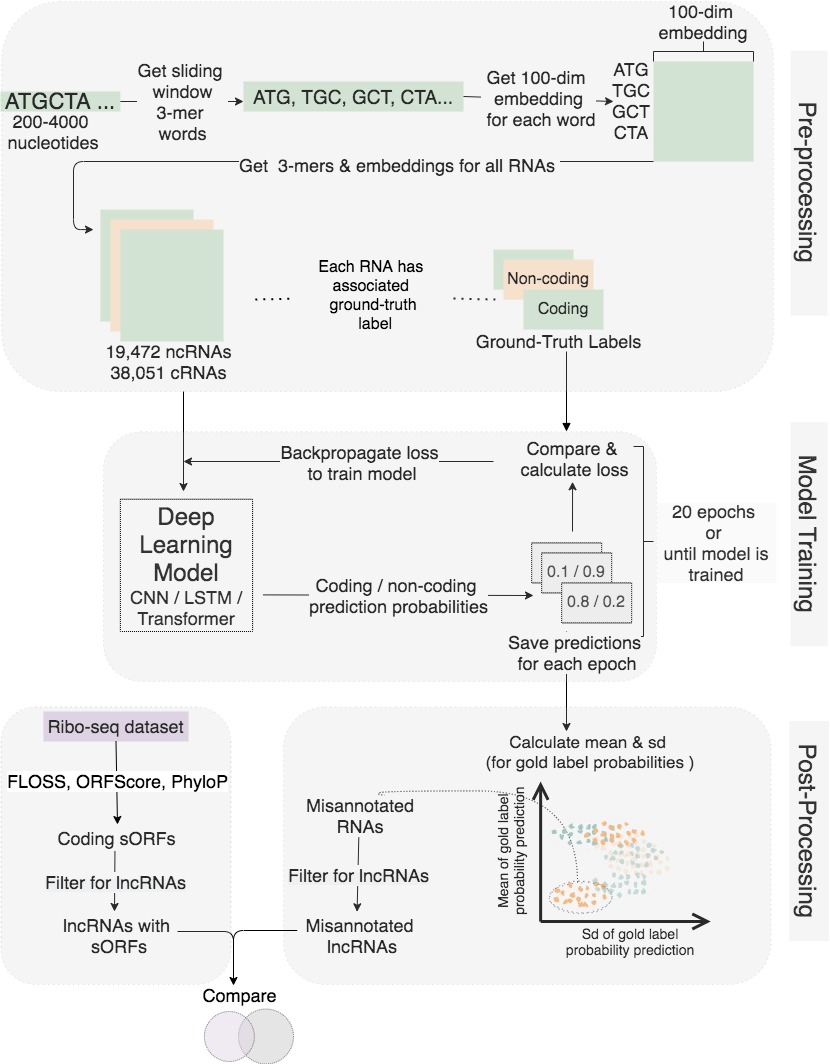 100-dim
embedding
ATGCTA ...
200-4000
nucleotides
Get sliding
window
3-mer
words
ATG, TGC, GCT, CTA...
Get 100-dim
embedding
for each word
ATG
TGC
GCT
CTA
Pre-processing
Get 3-mers & embeddings for all RNAs
19,472 ncRNAs
38,051 cRNAs
.....
Each RNA has
associated
ground-truth
label
......
Non-coding
Coding
Ground-Truth Labels
Model Training
Backpropagate loss
to train model
Compare &
calculate loss
Deep
Learning
Model
CNN / LSTM /
Transformer
Coding / non-coding
prediction probabilities
0.1 / 0.9
0.8 / 0.2
20 epochs
or
until model is
trained
Save predictions
for each epoch
Post-Processing
Ribo-seq dataset
FLOSS, ORFScore, PhyloP
Coding sORFs
Filter for lncRNAs
lncRNAs with
sORFs
Calculate mean & sd
(for gold label probabilities )
Misannotated
RNAs
Filter for lncRNAs
Misannotated
lncRNAs
Mean of gold label
probability prediction
Sd of gold label
probability prediction
Compare